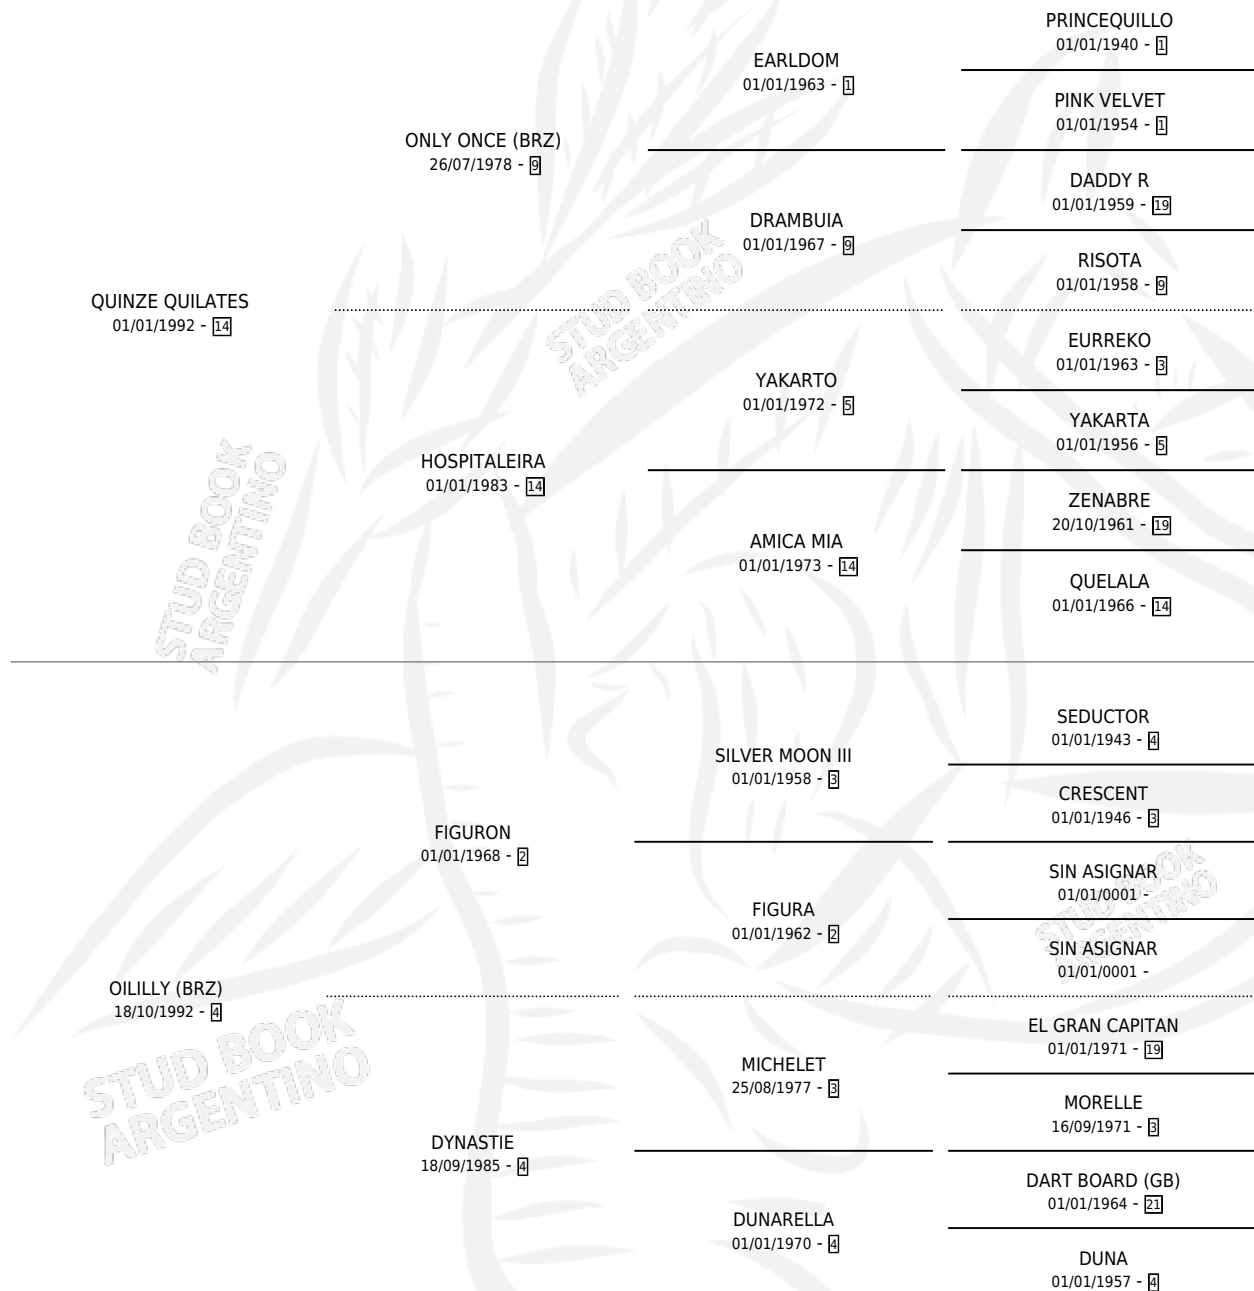 PRINCEQUILLO
01/01/1940 - 1
EARLDOM
01/01/1963 - 1
PINK VELVET
01/01/1954 - 1
ONLY ONCE (BRZ)
26/07/1978 - 9
DADDY R
01/01/1959 - 19
DRAMBUIA
01/01/1967 - 9
RISOTA
01/01/1958 - 9
QUINZE QUILATES
01/01/1992 - 14
EURREKO
01/01/1963 - 3
YAKARTO
01/01/1972 - 5
YAKARTA
01/01/1956 - 5
HOSPITALEIRA
01/01/1983 - 14
ZENABRE
20/10/1961 - 19
AMICA MIA
01/01/1973 - 14
QUELALA
01/01/1966 - 14
STUD BOOK
ARGENTINO
STUD BOOK
ARGENTINO
SEDUCTOR
01/01/1943 - 4
SILVER MOON III
01/01/1958 - 3
CRESCENT
01/01/1946 - 3
FIGURON
01/01/1968 - 2
SIN ASIGNAR
01/01/0001 -
FIGURA
01/01/1962 - 2
SIN ASIGNAR
01/01/0001 -
OILILLY (BRZ)
18/10/1992 - 4
EL GRAN CAPITAN
01/01/1971 - 19
MICHELET
25/08/1977 - 3
MORELLE
16/09/1971 - 3
DYNASTIE
18/09/1985 - 4
DART BOARD (GB)
01/01/1964 - 21
DUNARELLA
01/01/1970 - 4
DUNA
01/01/1957 - 4
STUD BOOK
ARGENTINO
STUD BOOK
ARGENTINO